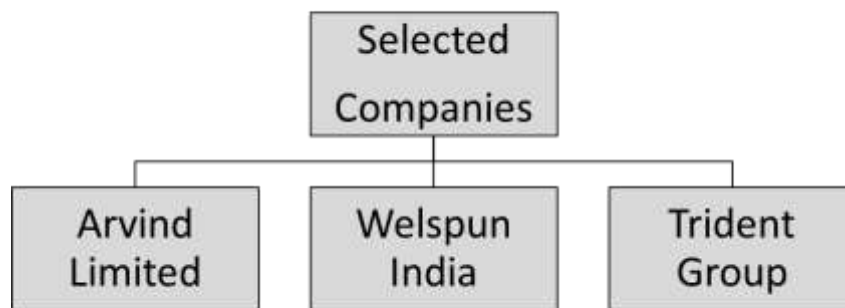 Selected
Companies
Arvind
Limited
Welspun
India
Trident
Group